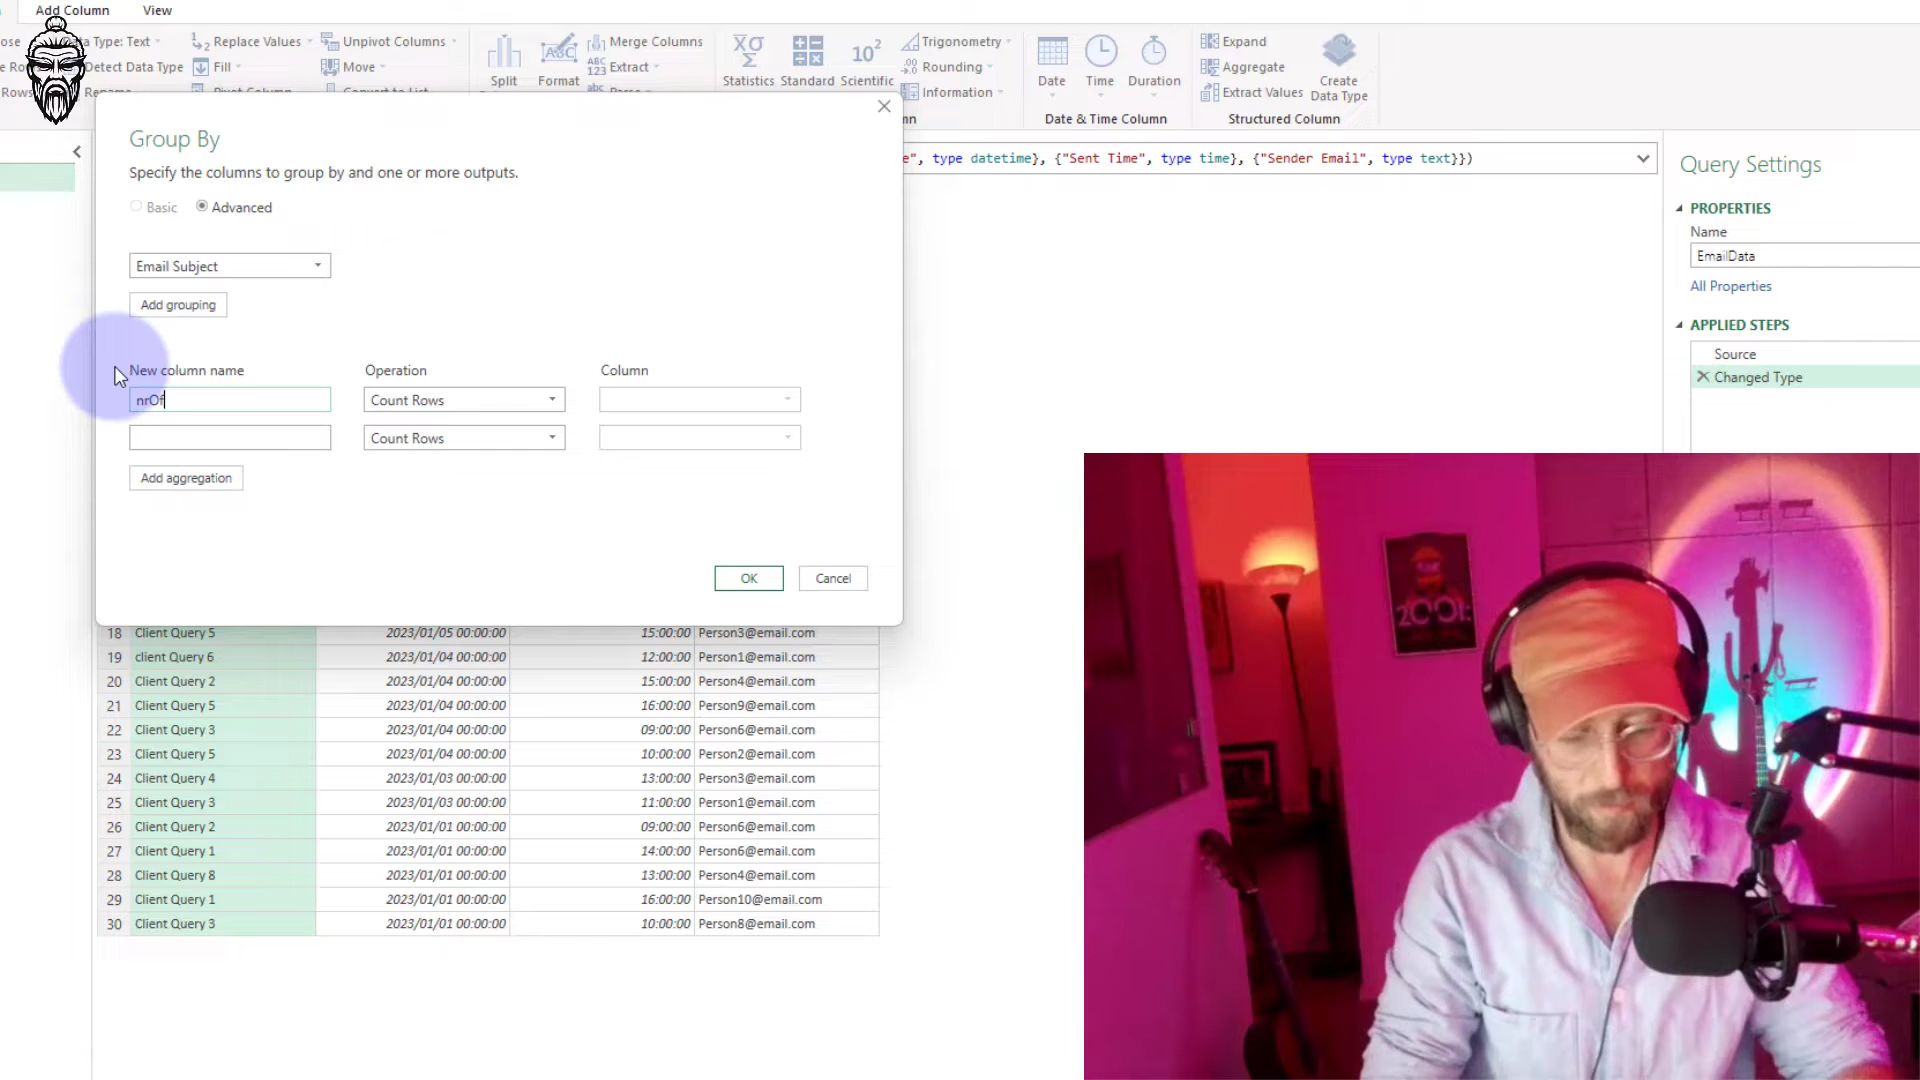 Add Column View
ose Data Type: Text Replace Values Unpivot Columns Merge Columns Trigonometry Expand
Detect Data Type Fill Move Extract Rounding Aggregate
Rows Rename Pivot Column Convert to List Parse Information Extract Values
Split Format Statistics Standard Scientific Date Time Duration Create
Data Type
Date & Time Column Structured Column
Group By
Specify the columns to group by and one or more outputs.
Basic Advanced
Email Subject
Add grouping
New column name Operation Column
nrOf Count Rows
Count Rows
Add aggregation
OK Cancel
e", type datetime}, {"Sent Time", type time}, {"Sender Email", type text}})
Query Settings
PROPERTIES
Name
EmailData
All Properties
APPLIED STEPS
Source
Changed Type
18 Client Query 5 2023/01/05 00:00:00 15:00:00 Person3@email.com
19 client Query 6 2023/01/04 00:00:00 12:00:00 Person1@email.com
20 Client Query 2 2023/01/04 00:00:00 15:00:00 Person4@email.com
21 Client Query 5 2023/01/04 00:00:00 16:00:00 Person9@email.com
22 Client Query 3 2023/01/04 00:00:00 09:00:00 Person6@email.com
23 Client Query 5 2023/01/04 00:00:00 10:00:00 Person2@email.com
24 Client Query 4 2023/01/03 00:00:00 13:00:00 Person3@email.com
25 Client Query 3 2023/01/03 00:00:00 11:00:00 Person1@email.com
26 Client Query 2 2023/01/01 00:00:00 09:00:00 Person6@email.com
27 Client Query 1 2023/01/01 00:00:00 14:00:00 Person6@email.com
28 Client Query 8 2023/01/01 00:00:00 13:00:00 Person4@email.com
29 Client Query 1 2023/01/01 00:00:00 16:00:00 Person10@email.com
30 Client Query 3 2023/01/01 00:00:00 10:00:00 Person8@email.com
2001: